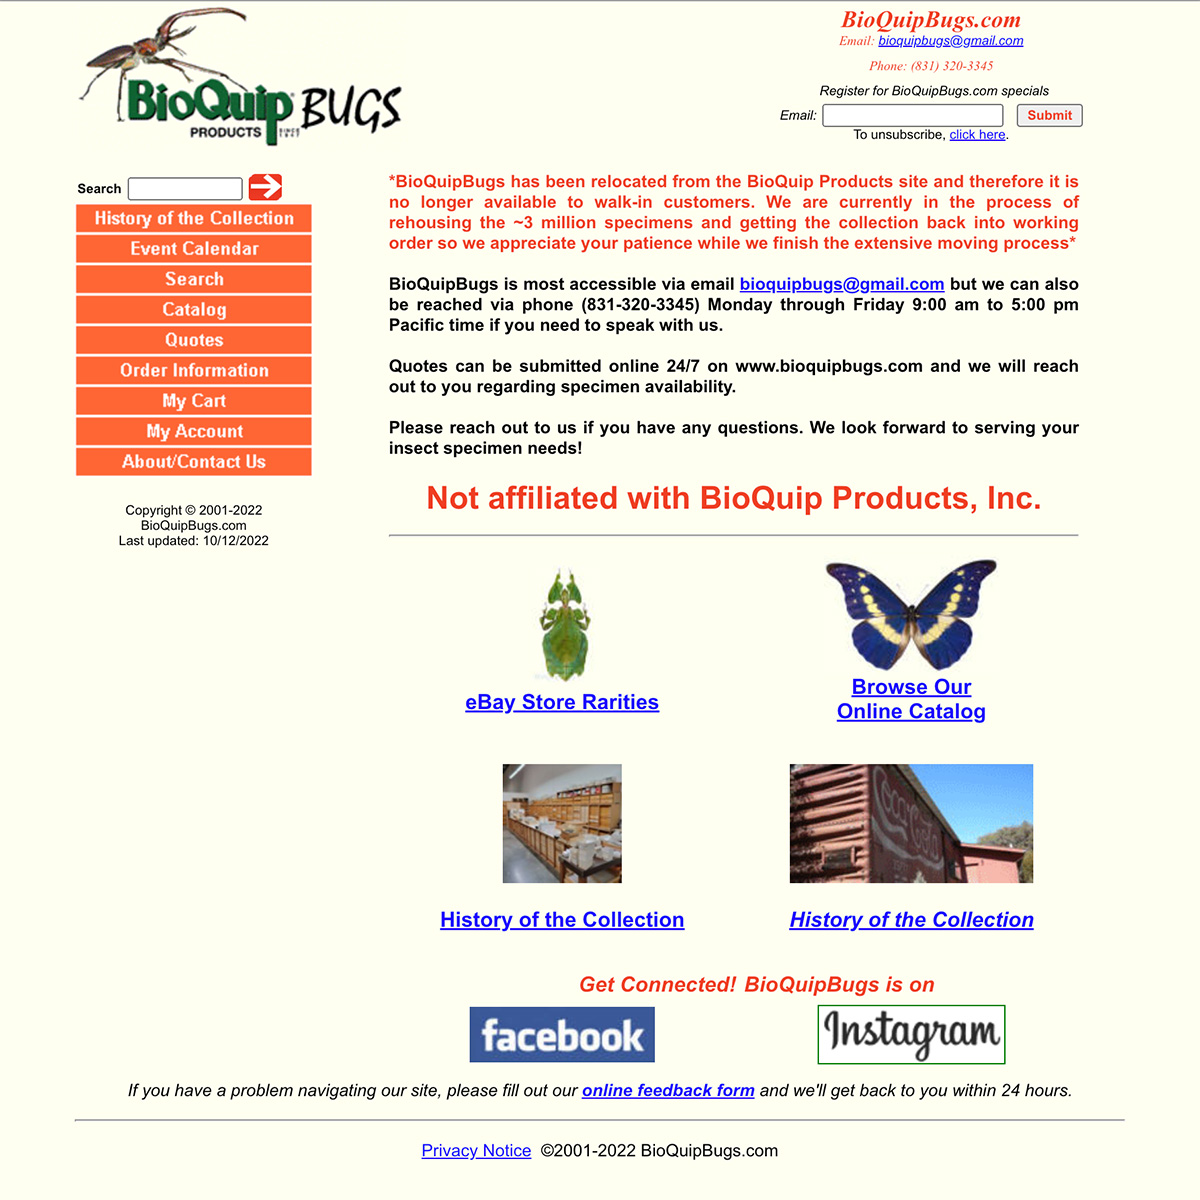 BioQuip BUGS
PRODUCTS SINCE
BioQuipBugs.com
Email: bioquipbugs@gmail.com
Phone: (831) 320-3345
Register for BioQuipBugs.com specials
Email: Submit
To unsubscribe, click here.
Search
History of the Collection
Event Calendar
Search
Catalog
Quotes
Order Information
My Cart
My Account
About/Contact Us
Copyright © 2001-2022
BioQuipBugs.com
Last updated: 10/12/2022
*BioQuipBugs has been relocated from the BioQuip Products site and therefore it is
no longer available to walk-in customers. We are currently in the process of
rehousing the ~3 million specimens and getting the collection back into working
order so we appreciate your patience while we finish the extensive moving process*
BioQuipBugs is most accessible via email bioquipbugs@gmail.com but we can also
be reached via phone (831-320-3345) Monday through Friday 9:00 am to 5:00 pm
Pacific time if you need to speak with us.
Quotes can be submitted online 24/7 on www.bioquipbugs.com and we will reach
out to you regarding specimen availability.
Please reach out to us if you have any questions. We look forward to serving your
insect specimen needs!
Not affiliated with BioQuip Products, Inc.
eBay Store Rarities
Browse Our
Online Catalog
Coca-Cola
History of the Collection
History of the Collection
Get Connected! BioQuipBugs is on
facebook
Instagram
If you have a problem navigating our site, please fill out our online feedback form and we'll get back to you within 24 hours.
Privacy Notice ©2001-2022 BioQuipBugs.com